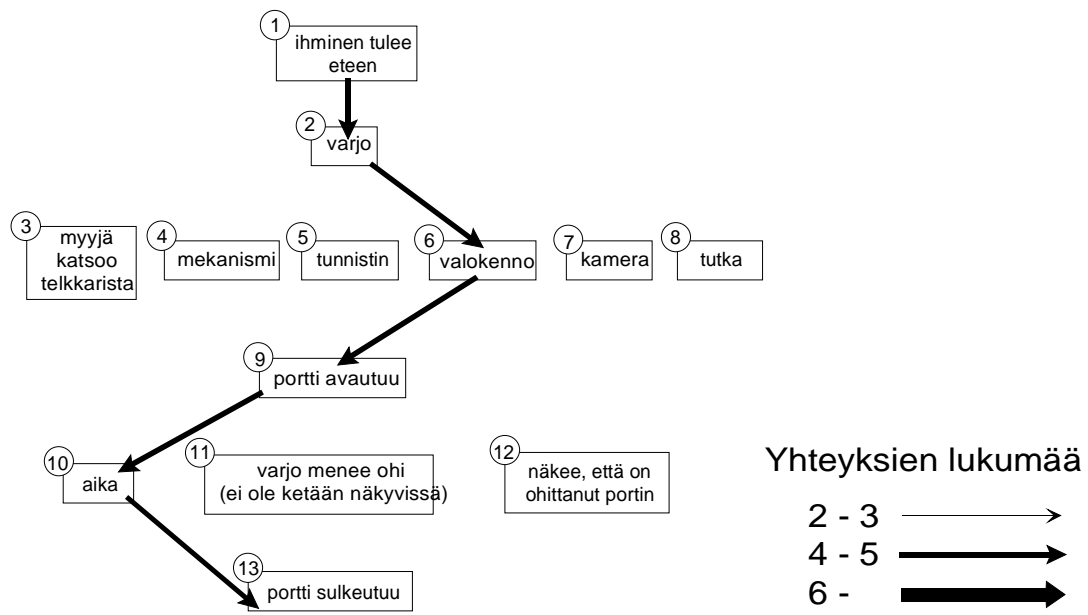 1
ihminen tulee
eteen
2
varjo
3
myyjä
katsoo
telkkarista
4
mekanismi
5
tunnistin
6
valokenno
7
kamera
8
tutka
9
portti avautuu
10
aika
11
varjo menee ohi
(ei ole ketään näkyvissä)
12
näkee, että on
ohittanut portin
13
portti sulkeutuu
Yhteyksien lukumää
2 - 3
4 - 5
6 -